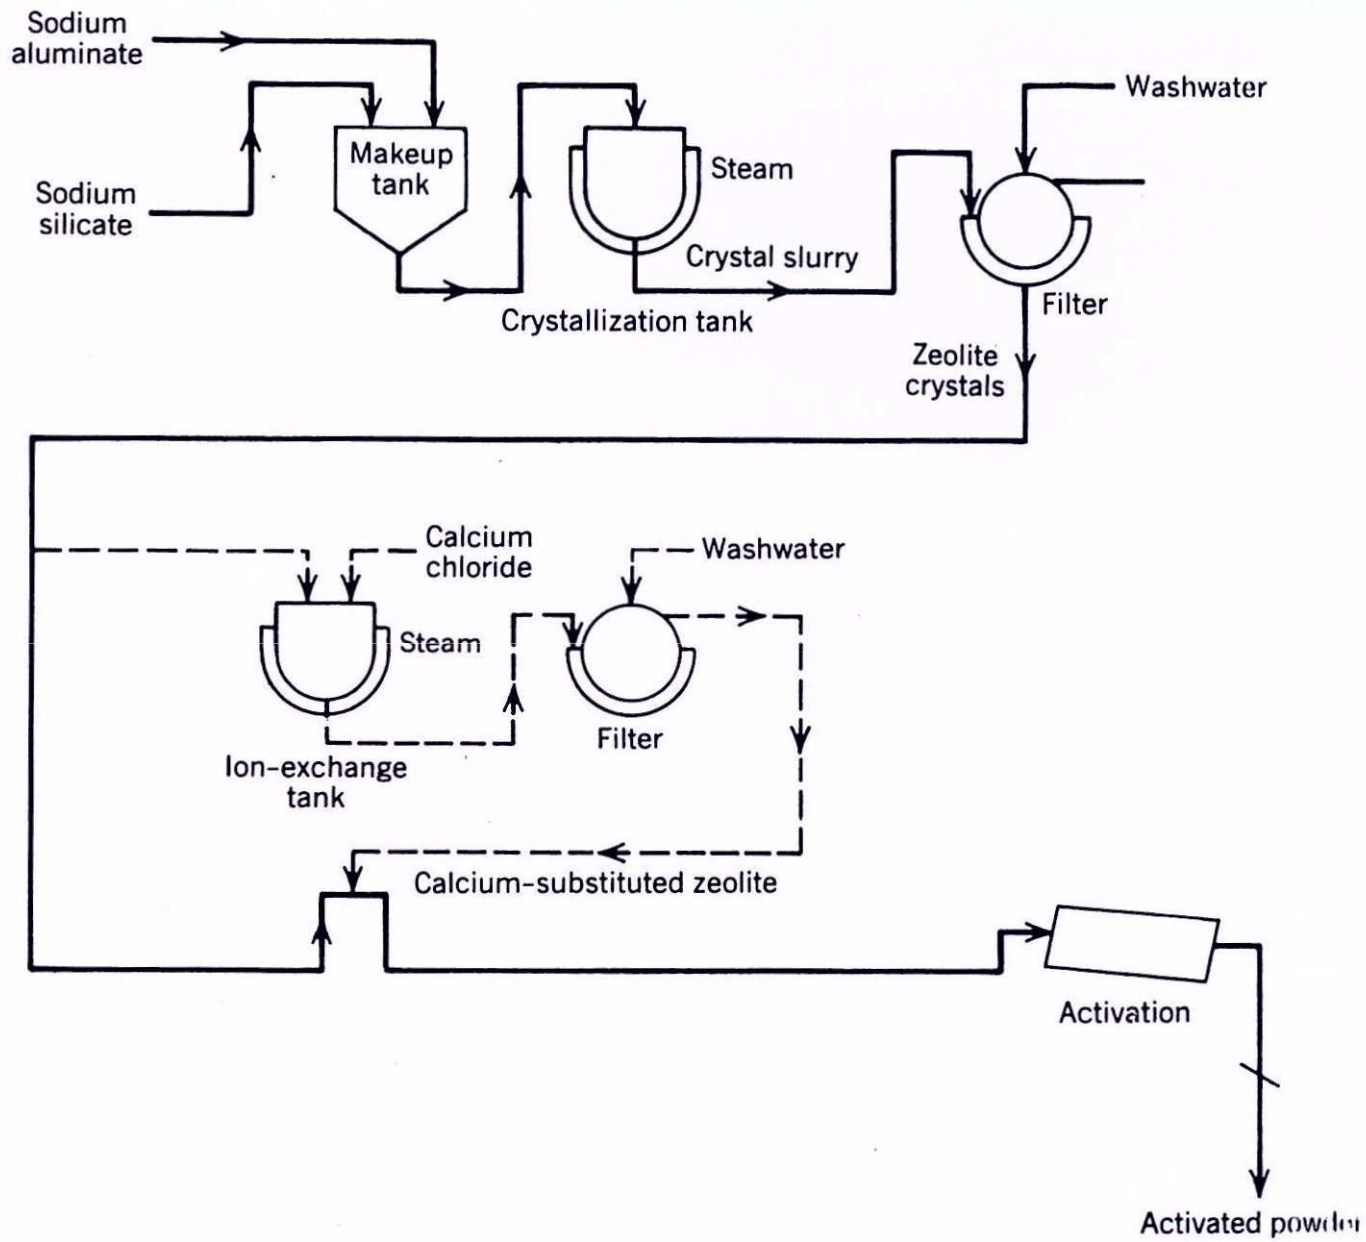 Sodium
aluminate
Washwater
Makeup
tank
Steam
Sodium
silicate
Crystal slurry
Filter
Crystallization tank
Zeolite
crystals
Calcium
chloride
Washwater
Steam
Filter
Ion-exchange
tank
Calcium-substituted zeolite
Activation
Activated powder